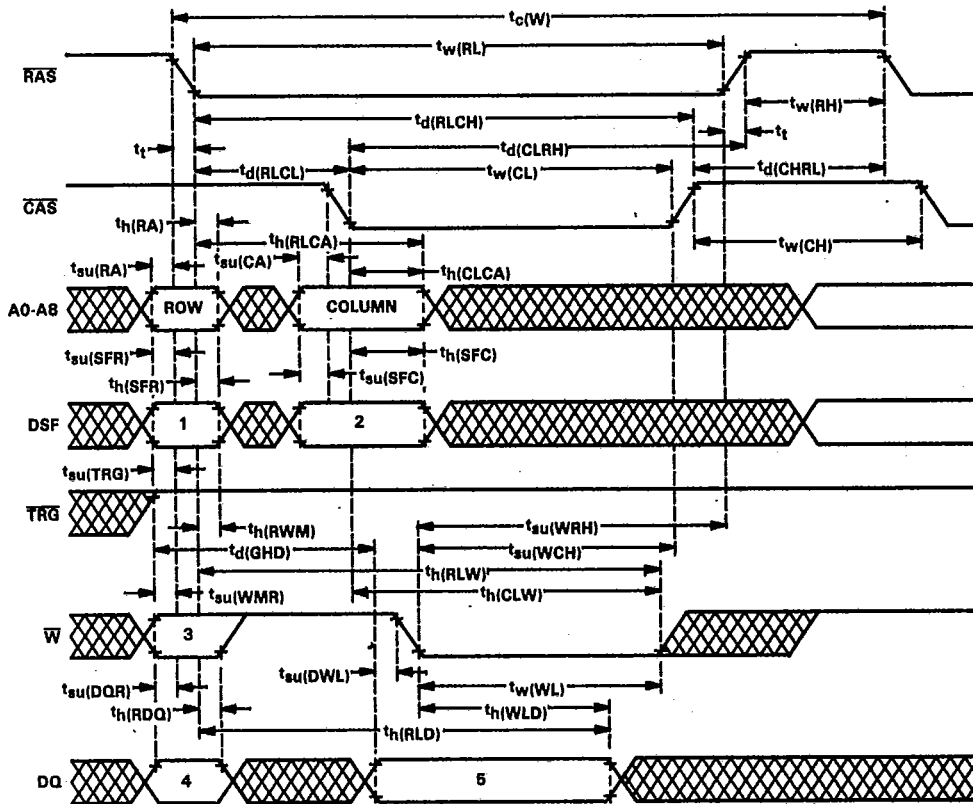 tc(W)
tw(RL)
RAS
tw(RH)
td(RLCH)
tt
tt
td(CLRH)
td(RLCL)
tw(CL)
td(CHRL)
CAS
th(RA)
th(RLCA)
tw(CH)
tsu(RA)
tsu(CA)
th(CLCA)
A0-A8
ROW
COLUMN
tsu(SFR)
th(SFC)
tsu(SFC)
th(SFR)
DSF
1
2
tsu(TRG)
TRG
th(RWM)
tsu(WRH)
td(GHD)
tsu(WCH)
th(RLW)
tsu(WMR)
th(CLW)
W
3
tsu(DWL)
tsu(DQR)
tw(WL)
th(RDQ)
th(WLD)
th(RLD)
DQ
4
5